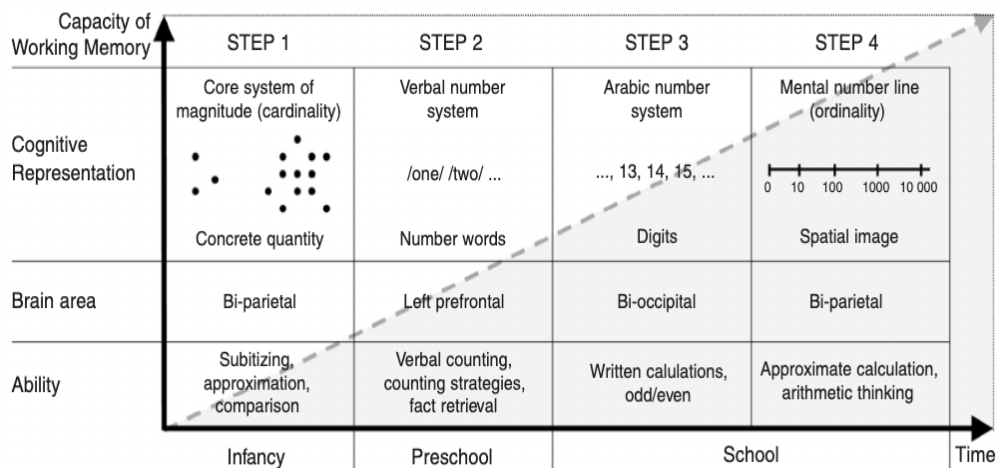 Capacity of
Working Memory
STEP 1
STEP 2
STEP 3
STEP 4
Cognitive
Representation
Core system of
magnitude (cardinality)
Concrete quantity
Verbal number
system
/one/ /two/ ...
Number words
Arabic number
system
..., 13, 14, 15, ...
Digits
Mental number line
(ordinality)
0 10 100 1000 10 000
Spatial image
Brain area
Bi-parietal
Left prefrontal
Bi-occipital
Bi-parietal
Ability
Subitizing,
approximation,
comparison
Verbal counting,
counting strategies,
fact retrieval
Written calulations,
odd/even
Approximate calculation,
arithmetic thinking
Infancy
Preschool
School
Time